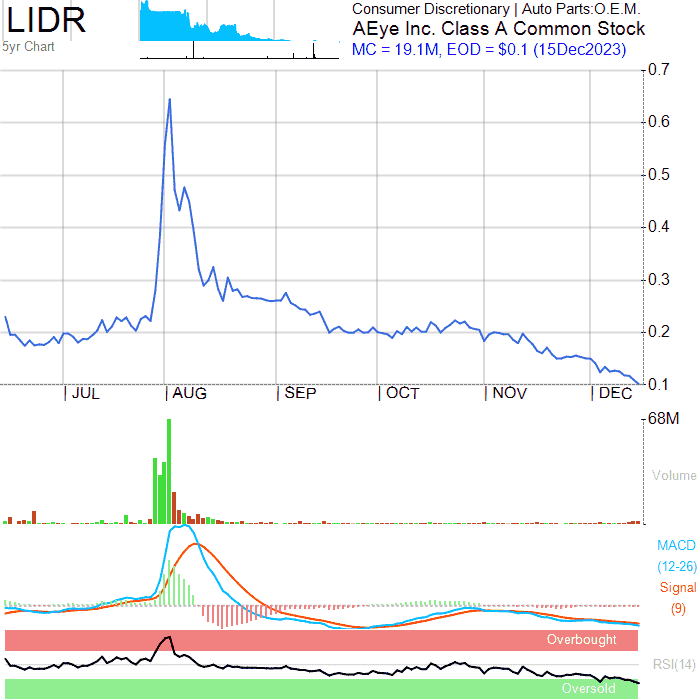 LIDR
5yr Chart
Consumer Discretionary | Auto Parts:O.E.M.
AEye Inc. Class A Common Stock
MC = 19.1M, EOD = $0.1 (15Dec2023)
0.7
0.6
0.5
0.4
0.3
0.2
0.1
| JUL | AUG | SEP | OCT | NOV | DEC
68M
Volume
MACD
(12-26)
Signal
(9)
Overbought
RSI(14)
Oversold